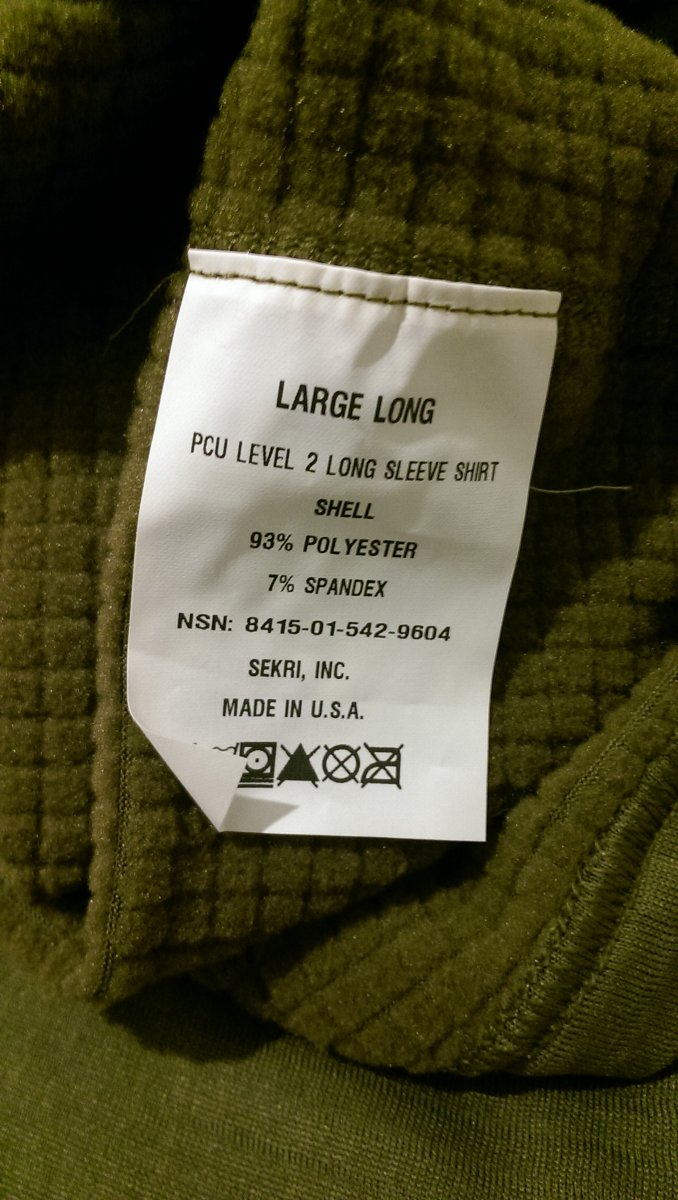 LARGE LONG
PCU LEVEL 2 LONG SLEEVE SHIRT
SHELL
93% POLYESTER
7% SPANDEX
NSN: 8415-01-542-9604
SEKRI, INC.
MADE IN U.S.A.